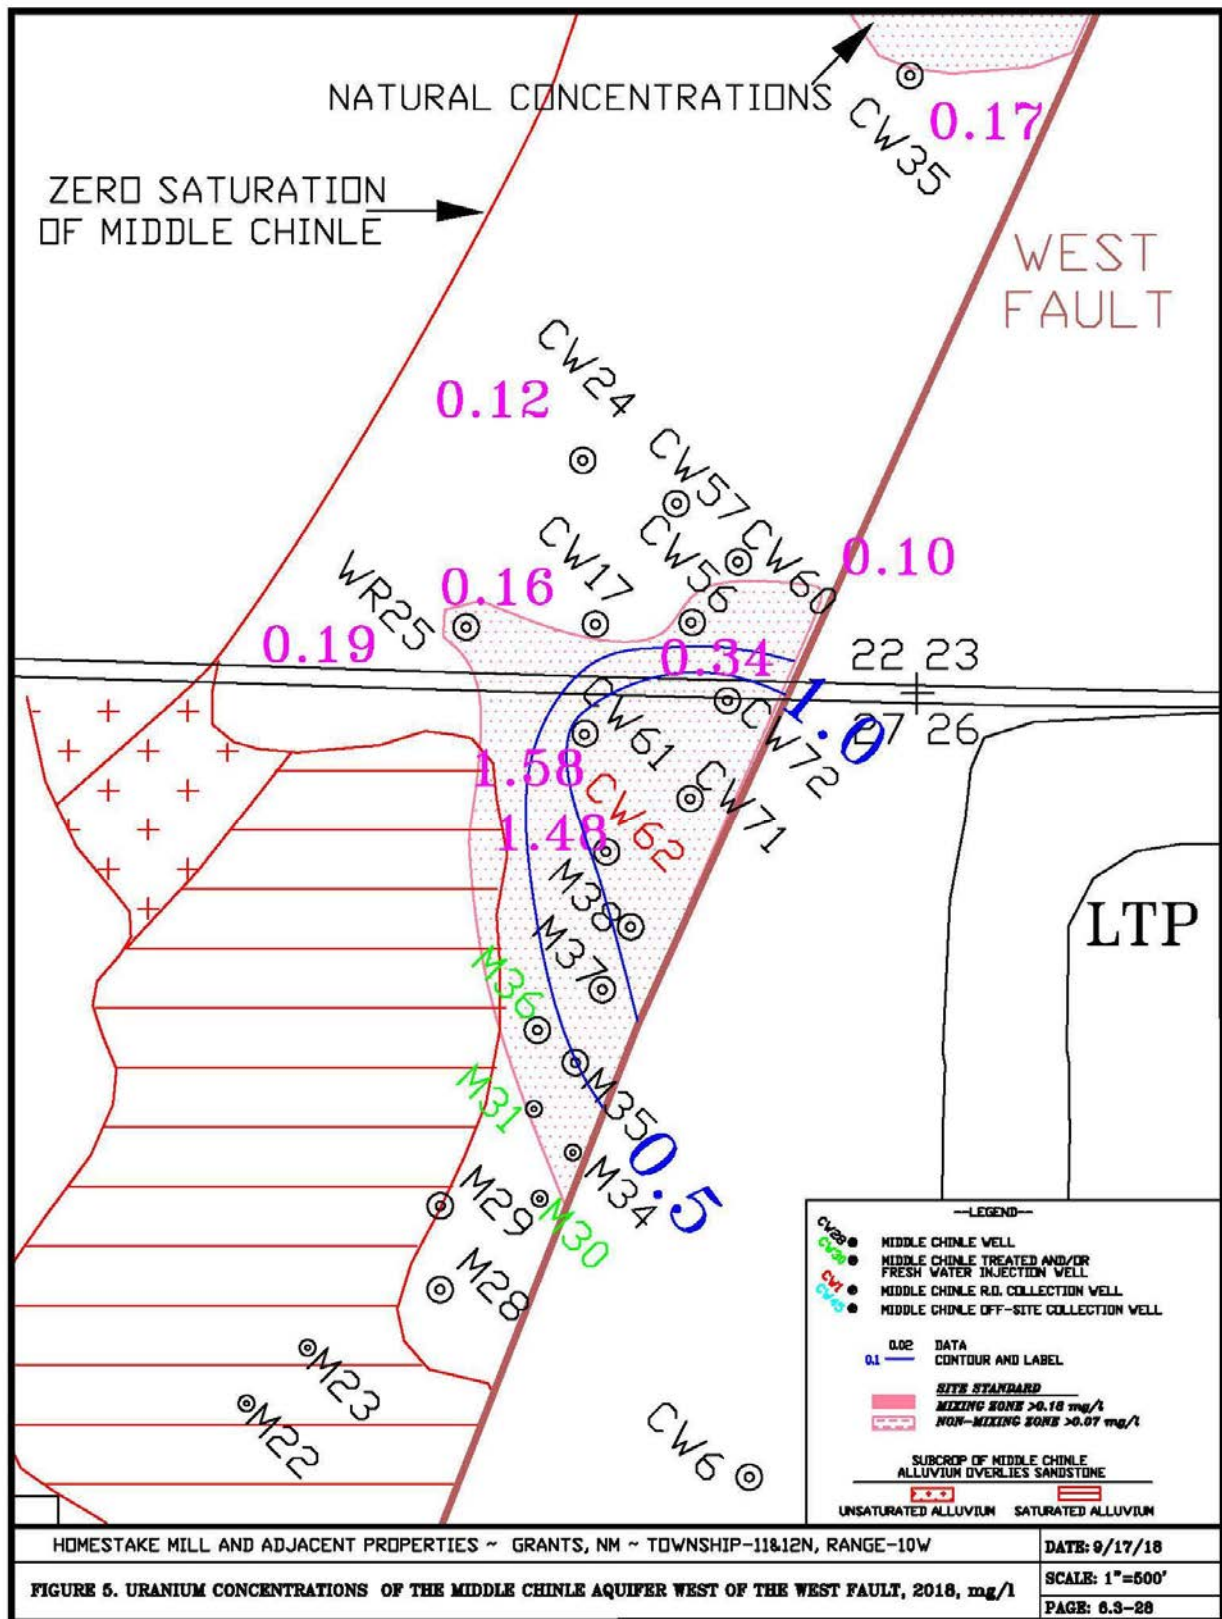 NATURAL CONCENTRATIONS
CW35
0.17
ZERO SATURATION
OF MIDDLE CHINLE
WEST
FAULT
CW24
0.12
CW57
CW60
CW17
CW56
0.10
WR25
0.16
0.19
0.34
22 23
27 26
1.0
CW61
CW72
1.58
CW62
CW71
1.48
M38
M37
LTP
M36
M35
M31
0.5
M34
M29
M30
M28
M23
M22
CW6
--LEGEND--
CW28 MIDDLE CHINLE WELL
CW30 MIDDLE CHINLE TREATED AND/OR
FRESH WATER INJECTION WELL
CW1 MIDDLE CHINLE R.O. COLLECTION WELL
CW45 MIDDLE CHINLE OFF-SITE COLLECTION WELL
0.02 DATA
0.1 CONTOUR AND LABEL
SITE STANDARD
MIXING ZONE >0.18 mg/l
NON-MIXING ZONE >0.07 mg/l
SUBCROP OF MIDDLE CHINLE
ALLUVIUM OVERLIES SANDSTONE
UNSATURATED ALLUVIUM SATURATED ALLUVIUM
HOMESTAKE MILL AND ADJACENT PROPERTIES ~ GRANTS, NM ~ TOWNSHIP-11&12N, RANGE-10W
DATE: 9/17/18
FIGURE 5. URANIUM CONCENTRATIONS OF THE MIDDLE CHINLE AQUIFER WEST OF THE WEST FAULT, 2018, mg/l
SCALE: 1"=500'
PAGE: 6.3-28